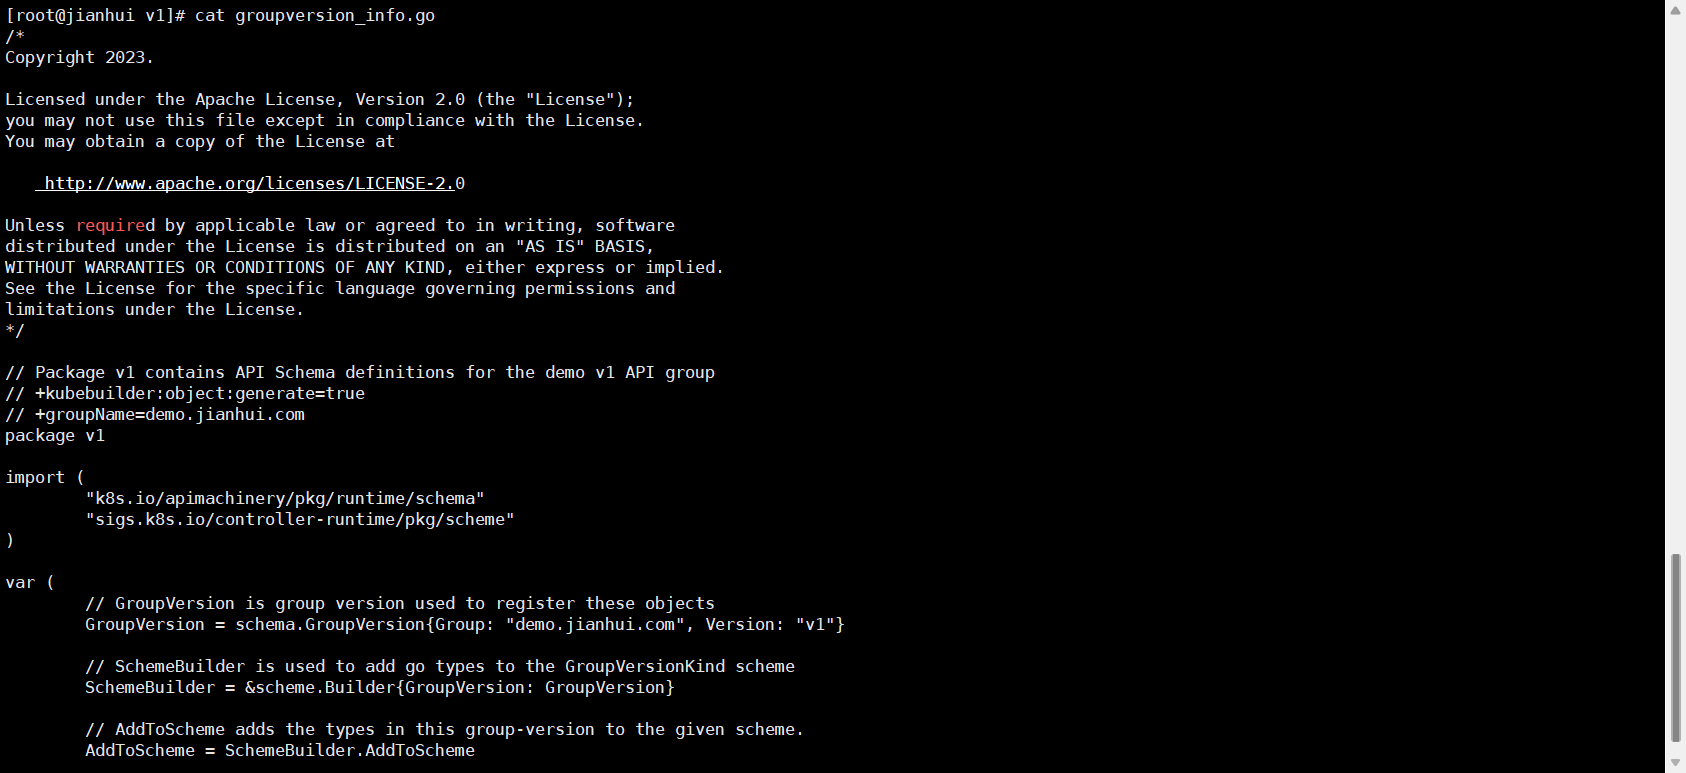 [root@jianhui v1]# cat groupversion_info.go
/*
Copyright 2023.

Licensed under the Apache License, Version 2.0 (the "License");
you may not use this file except in compliance with the License.
You may obtain a copy of the License at

    http://www.apache.org/licenses/LICENSE-2.0

Unless required by applicable law or agreed to in writing, software
distributed under the License is distributed on an "AS IS" BASIS,
WITHOUT WARRANTIES OR CONDITIONS OF ANY KIND, either express or implied.
See the License for the specific language governing permissions and
limitations under the License.
*/

// Package v1 contains API Schema definitions for the demo v1 API group
// +kubebuilder:object:generate=true
// +groupName=demo.jianhui.com
package v1

import (
        "k8s.io/apimachinery/pkg/runtime/schema"
        "sigs.k8s.io/controller-runtime/pkg/scheme"
)

var (
        // GroupVersion is group version used to register these objects
        GroupVersion = schema.GroupVersion{Group: "demo.jianhui.com", Version: "v1"}

        // SchemeBuilder is used to add go types to the GroupVersionKind scheme
        SchemeBuilder = &scheme.Builder{GroupVersion: GroupVersion}

        // AddToScheme adds the types in this group-version to the given scheme.
        AddToScheme = SchemeBuilder.AddToScheme